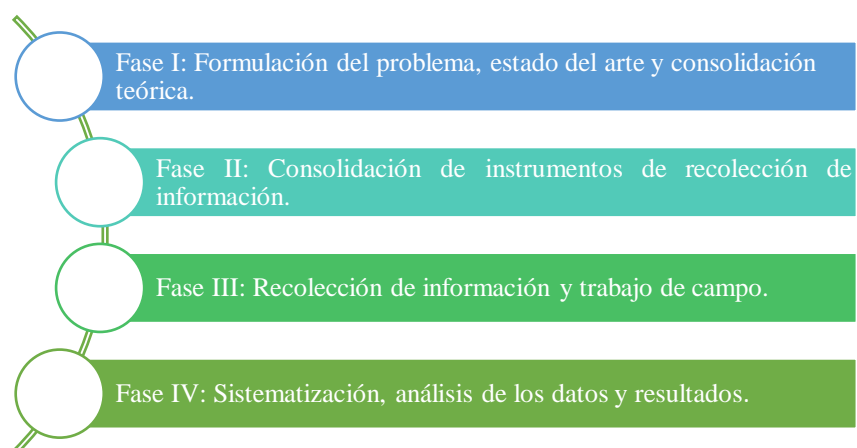 Fase I: Formulación del problema, estado del arte y consolidación
teórica.
Fase II: Consolidación de instrumentos de recolección de
información.
Fase III: Recolección de información y trabajo de campo.
Fase IV: Sistematización, análisis de los datos y resultados.